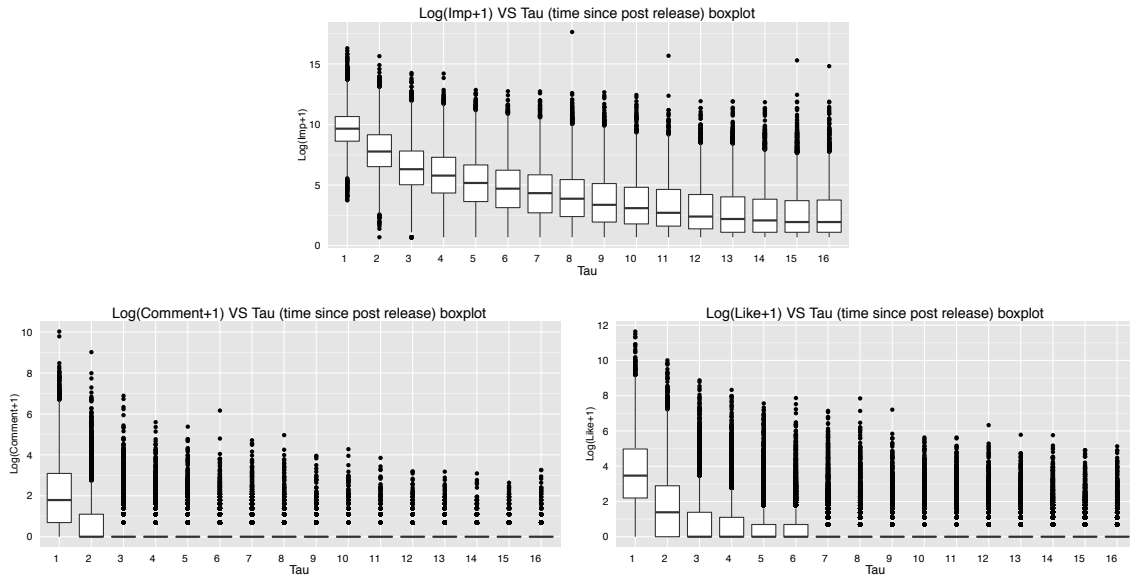 Log(Imp+1) VS Tau (time since post release) boxplot
15
10
5
0
Log(Imp+1)
1 2 3 4 5 6 7 8 9 10 11 12 13 14 15 16
Tau
Log(Comment+1) VS Tau (time since post release) boxplot
10
8
6
4
2
0
Log(Comment+1)
1 2 3 4 5 6 7 8 9 10 11 12 13 14 15 16
Tau
Log(Like+1) VS Tau (time since post release) boxplot
12
10
8
6
4
2
0
Log(Like+1)
1 2 3 4 5 6 7 8 9 10 11 12 13 14 15 16
Tau